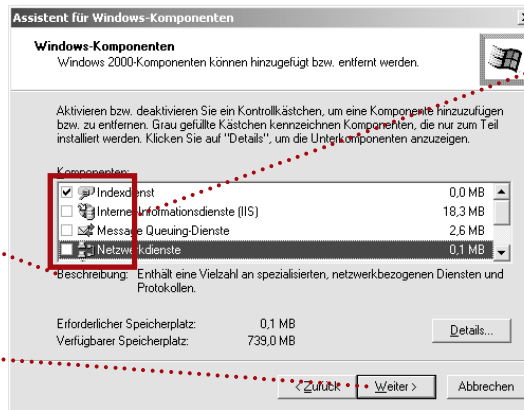 Assistent für Windows-Komponenten
Windows-Komponenten
Windows 2000-Komponenten können hinzugefügt bzw. entfernt werden.
Aktivieren bzw. deaktivieren Sie ein Kontrollkästchen, um eine Komponente hinzuzufügen
bzw. zu entfernen. Grau gefüllte Kästchen kennzeichnen Komponenten, die nur zum Teil
installiert werden. Klicken Sie auf "Details", um die Unterkomponenten anzuzeigen.
Komponenten:
Indexdienst 0,0 MB
Internet-Informationsdienste (IIS) 18,3 MB
Message Queuing-Dienste 2,6 MB
Netzwerkdienste 0,1 MB
Beschreibung: Enthält eine Vielzahl an spezialisierten, netzwerkbezogenen Diensten und
Protokollen.
Erforderlicher Speicherplatz: 0,1 MB
Verfügbarer Speicherplatz: 739,0 MB
Details...
< Zurück Weiter > Abbrechen